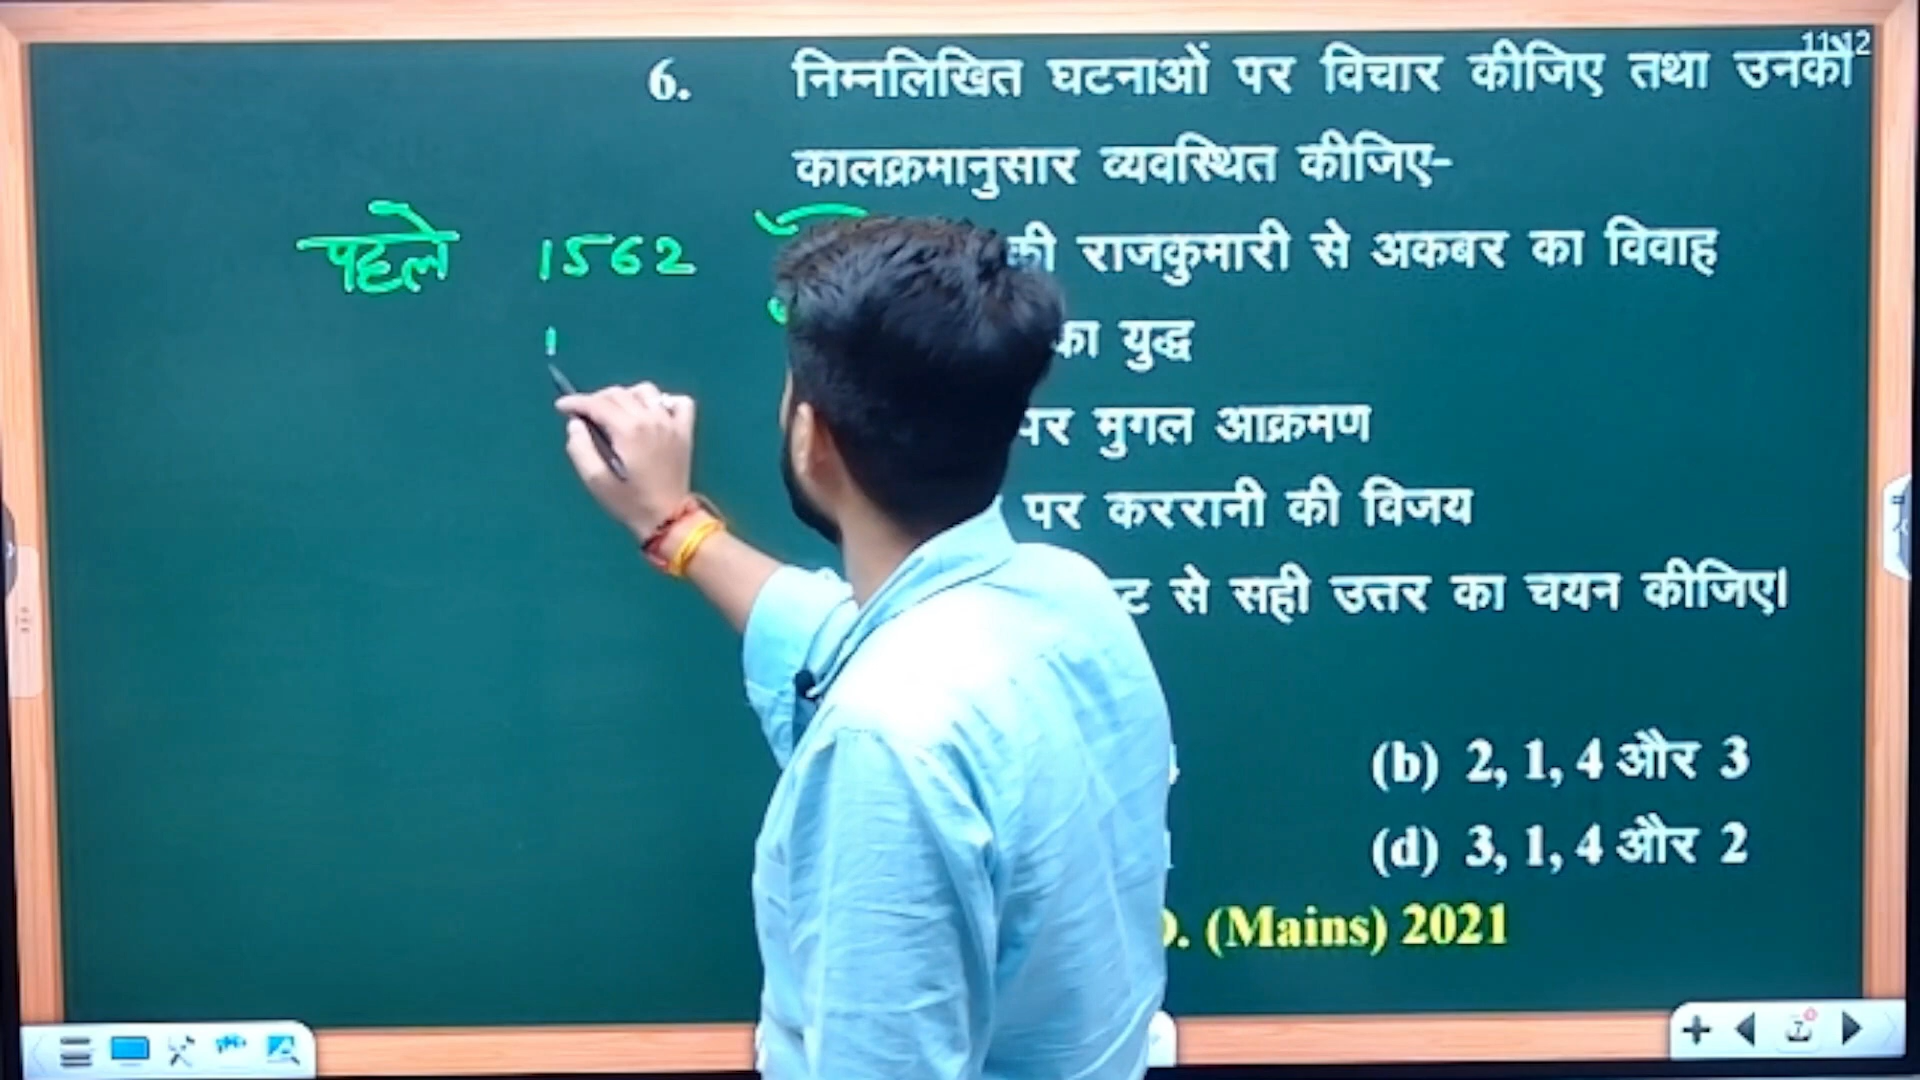 11:12
6. निम्नलिखित घटनाओं पर विचार कीजिए तथा उनको
कालक्रमानुसार व्यवस्थित कीजिए-
पहले 1562 की राजकुमारी से अकबर का विवाह
का युद्ध
पर मुगल आक्रमण
पर कररानी की विजय
से सही उत्तर का चयन कीजिए।
(b) 2, 1, 4 और 3
(d) 3, 1, 4 और 2
(Mains) 2021